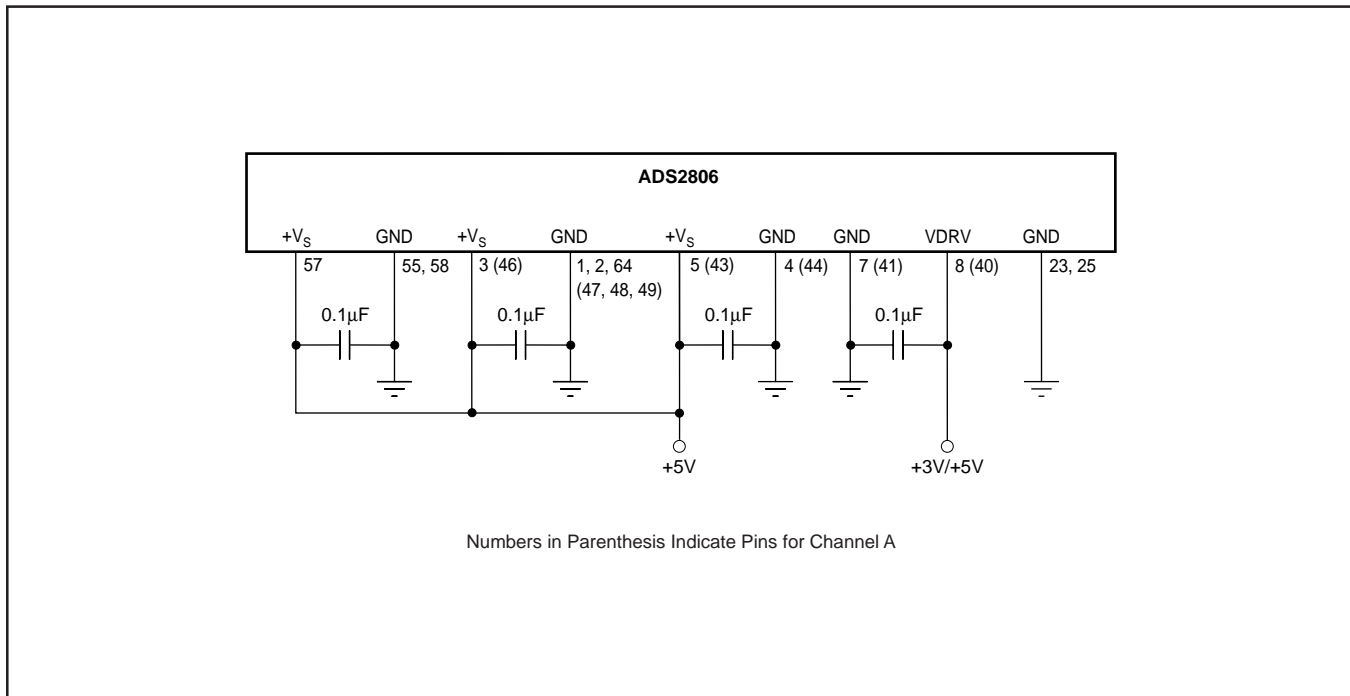 ADS2806
+VS GND +VS GND +VS GND GND VDRV GND
57 55, 58 3 (46) 1, 2, 64 5 (43) 4 (44) 7 (41) 8 (40) 23, 25
(47, 48, 49)
0.1µF 0.1µF 0.1µF 0.1µF
+5V +3V/+5V
Numbers in Parenthesis Indicate Pins for Channel A